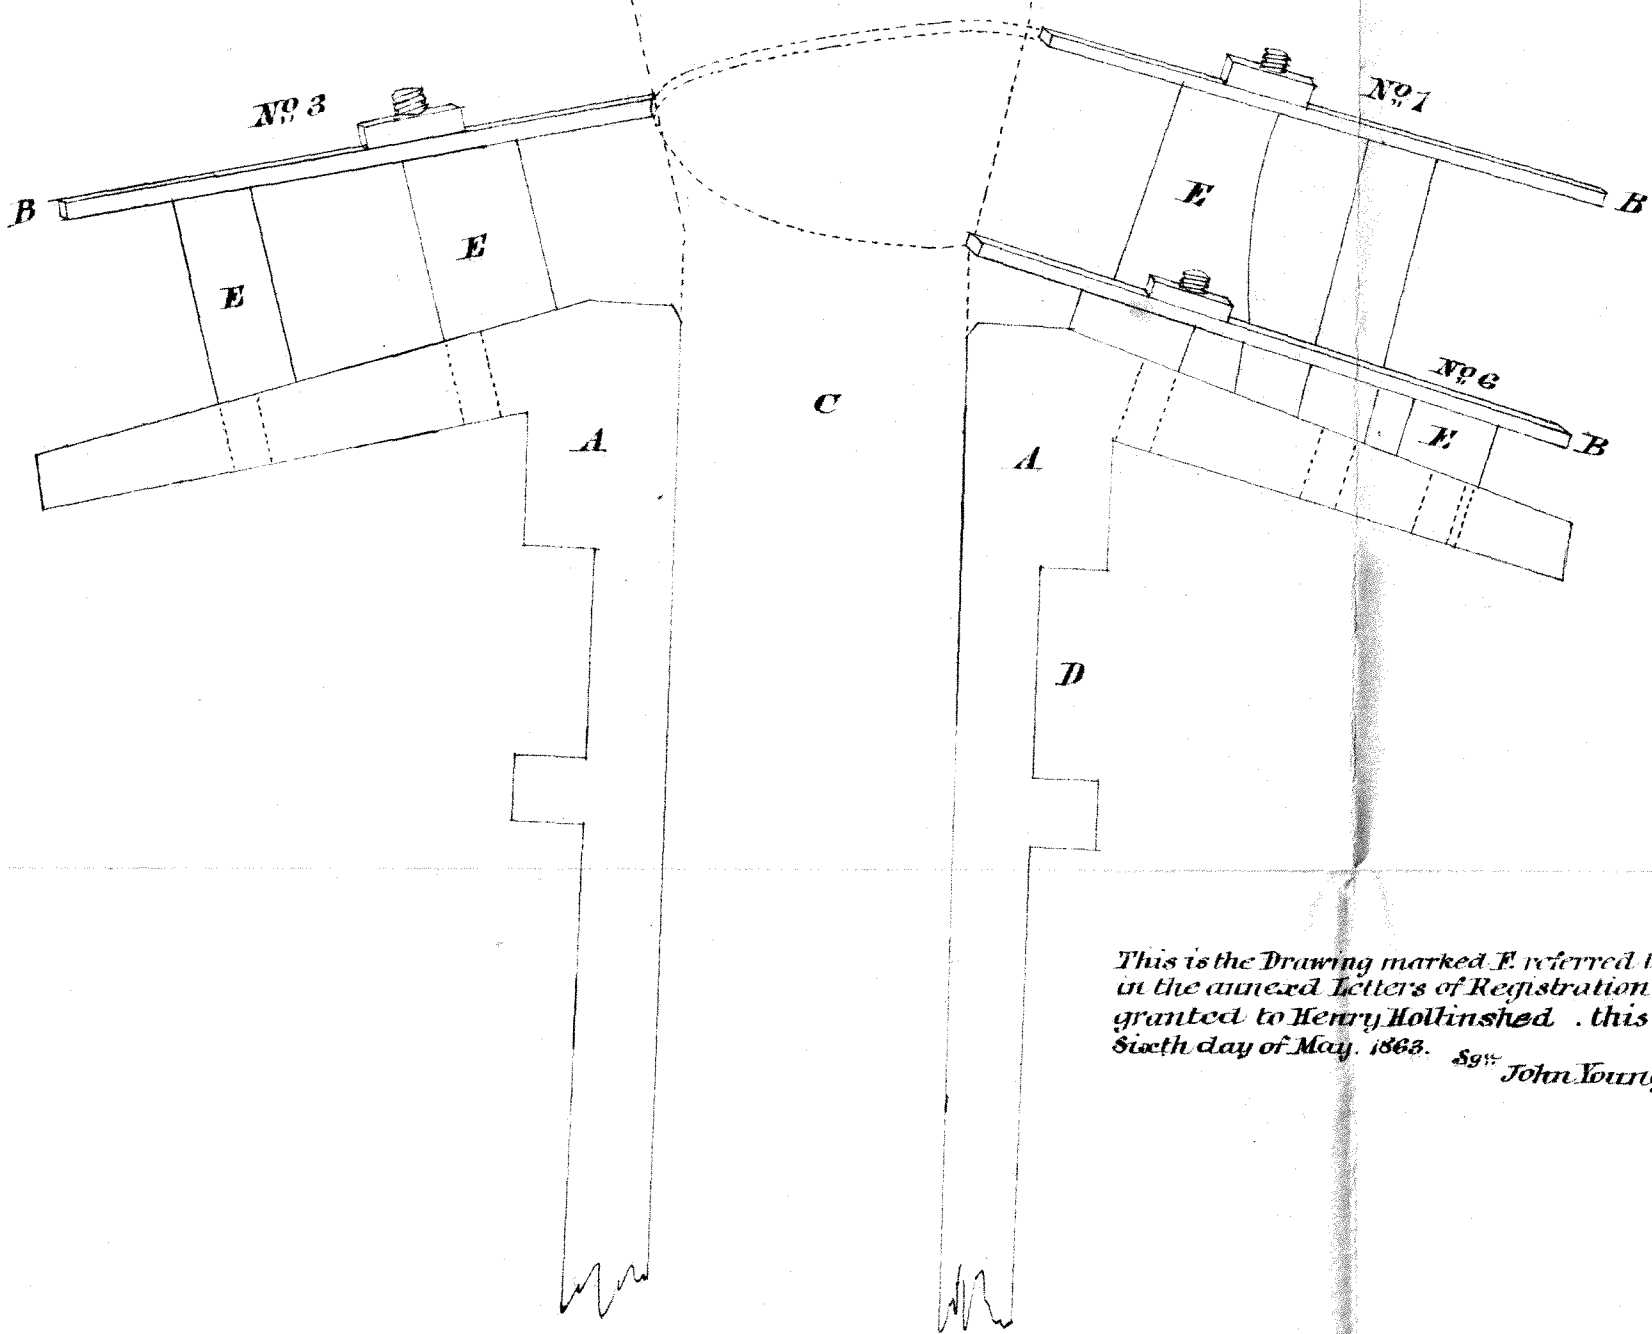 No 3
No 7
B
E
E
E
B
No 6
E
B
A
C
A
D
This is the Drawing marked F. referred
in the annexd Letters of Registration
granted to Henry Hollinshed . this
Sixth day of May. 1863.
Sgn
John Young